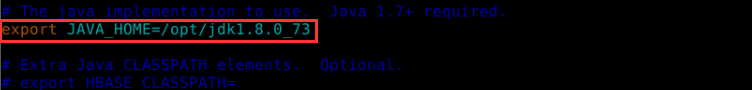 # The java implementation to use.  Java 1.7+ required.
export JAVA_HOME=/opt/jdk1.8.0_73
# Extra Java CLASSPATH elements.  Optional.
# export HBASE_CLASSPATH=